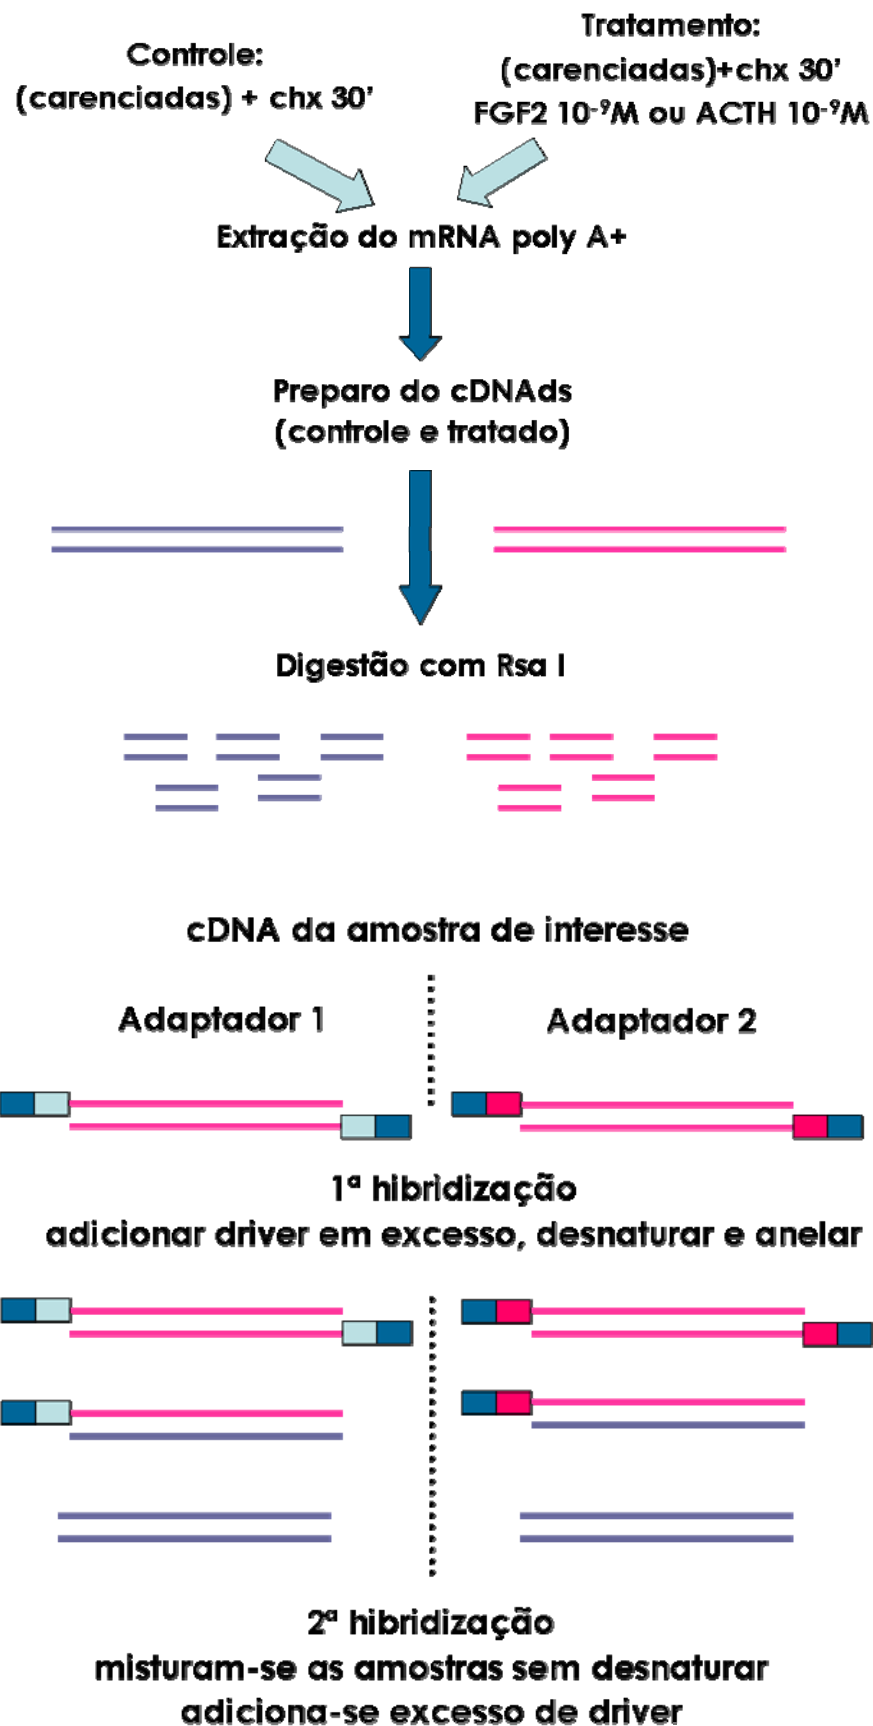 Controle:
(carenciadas) + chx 30'
Tratamento:
(carenciadas)+chx 30'
FGF2 10⁻⁹M ou ACTH 10⁻⁹M
Extração do mRNA poly A+
Preparo do cDNAds
(controle e tratado)
Digestão com Rsa I
cDNA da amostra de interesse
Adaptador 1
Adaptador 2
1ª hibridização
adicionar driver em excesso, desnaturar e anelar
2ª hibridização
misturam-se as amostras sem desnaturar
adiciona-se excesso de driver